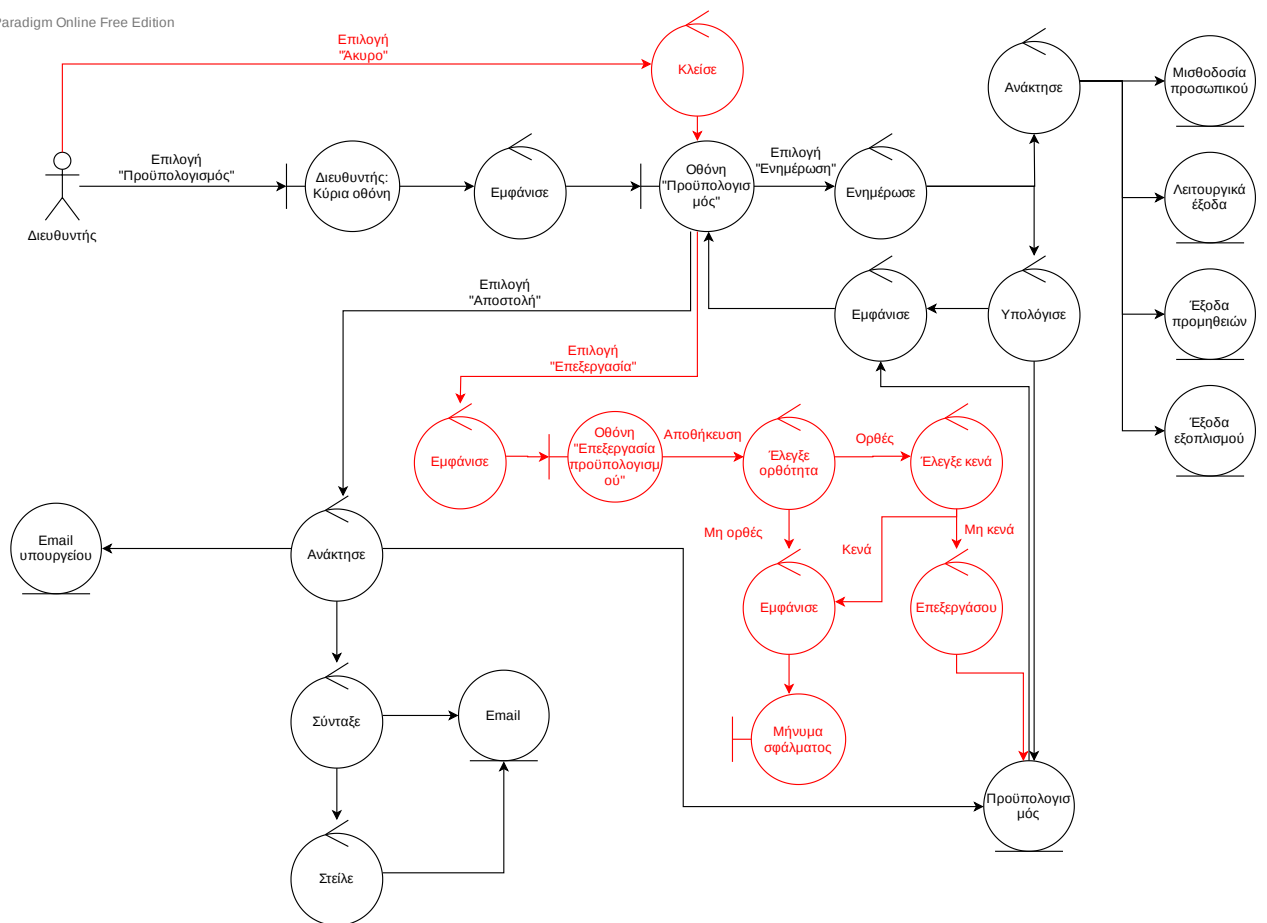 Paradigm Online Free Edition
Επιλογή
"Άκυρο"
Κλείσε
Ανάκτησε
Μισθοδοσία
προσωπικού
Επιλογή
"Προϋπολογισμός"
Διευθυντής:
Κύρια οθόνη
Εμφάνισε
Οθόνη
"Προϋπολογισ
μός"
Επιλογή
"Ενημέρωση"
Ενημέρωσε
Λειτουργικά
έξοδα
Διευθυντής
Επιλογή
"Αποστολή"
Εμφάνισε
Υπολόγισε
Έξοδα
προμηθειών
Επιλογή
"Επεξεργασία"
Εμφάνισε
Οθόνη
"Επεξεργασία
προϋπολογισμ
ού"
Αποθήκευση
Έλεγξε
ορθότητα
Ορθές
Έλεγξε κενά
Έξοδα
εξοπλισμού
Email
υπουργείου
Ανάκτησε
Μη ορθές
Κενά
Μη κενά
Εμφάνισε
Επεξεργάσου
Σύνταξε
Email
Μήνυμα
σφάλματος
Προϋπολογισ
μός
Στείλε